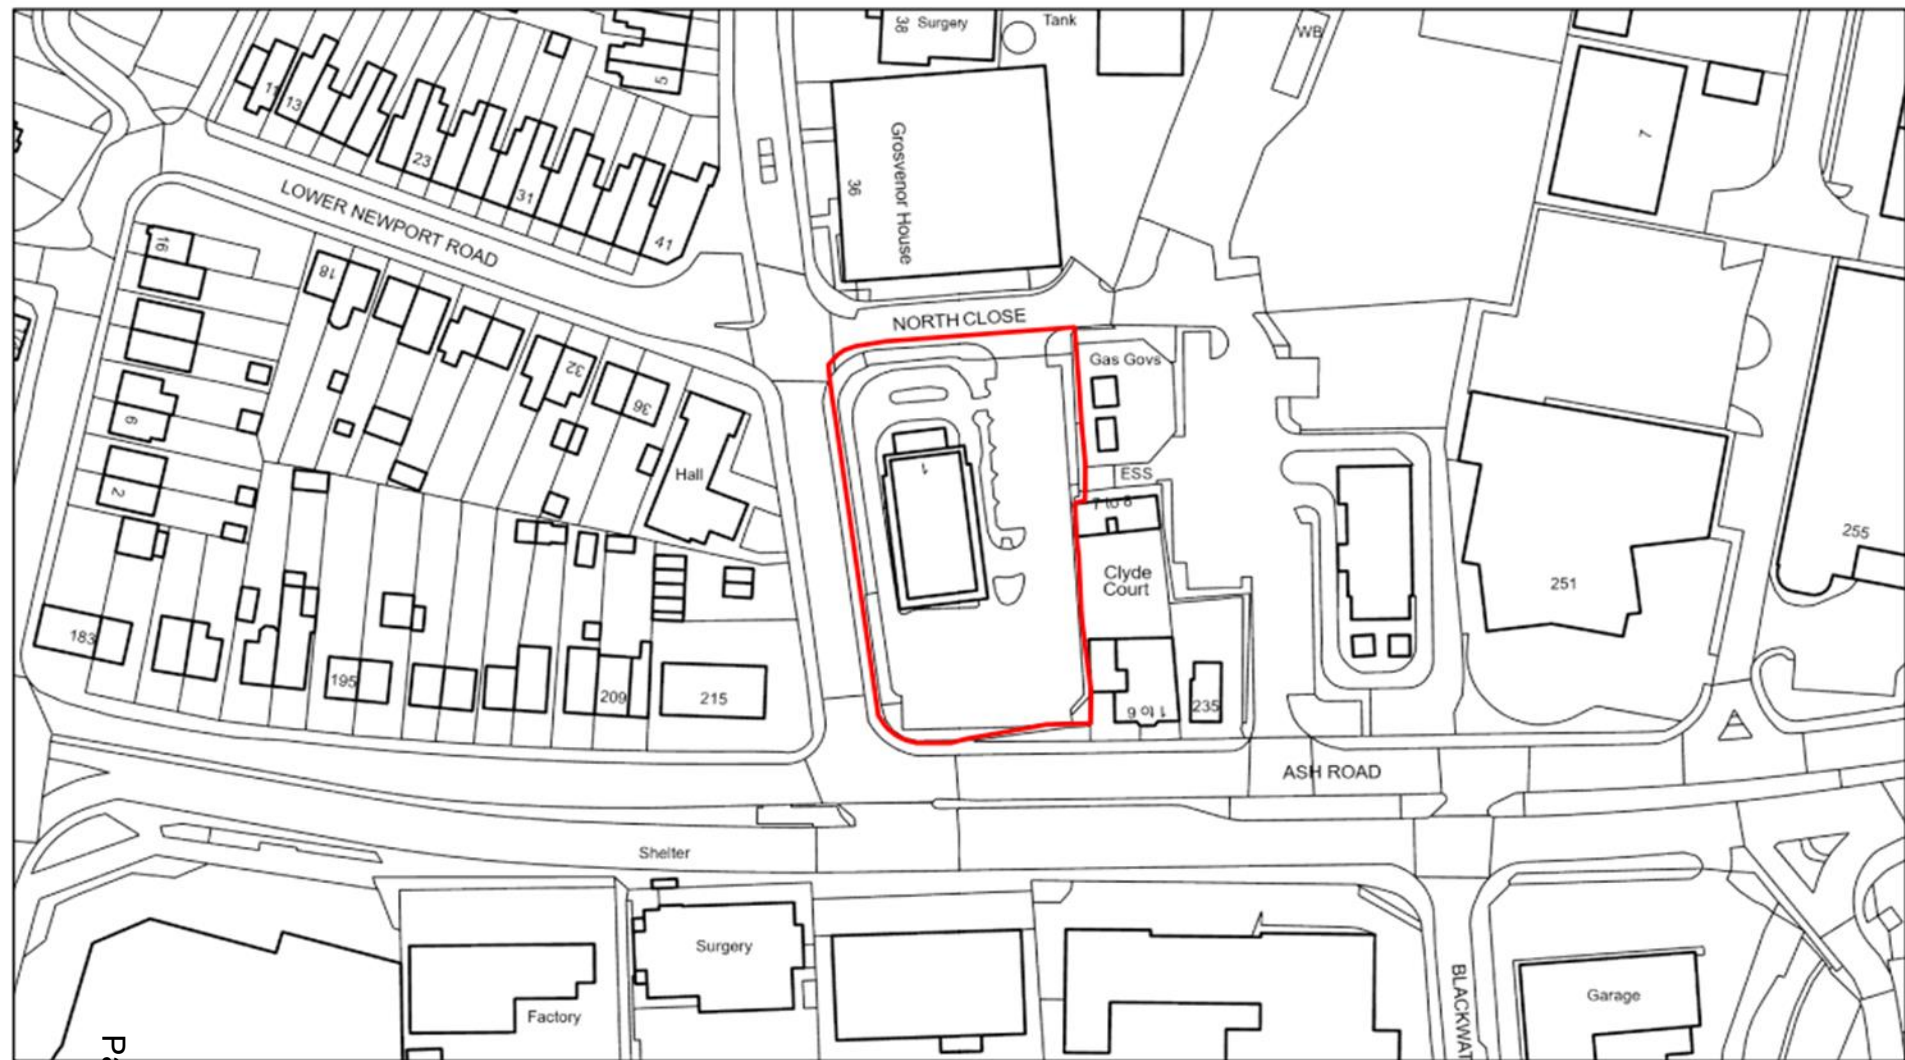 38
Surgery
Tank
WB
5
11
13
23
31
41
7
36
Grosvenor House
LOWER NEWPORT ROAD
16
18
32
36
6
2
Hall
NORTH CLOSE
Gas Govs
ESS
7 to 8
1
Clyde
Court
1 to 6
235
251
255
183
195
209
215
ASH ROAD
Shelter
Surgery
Factory
BLACKWAT
Garage